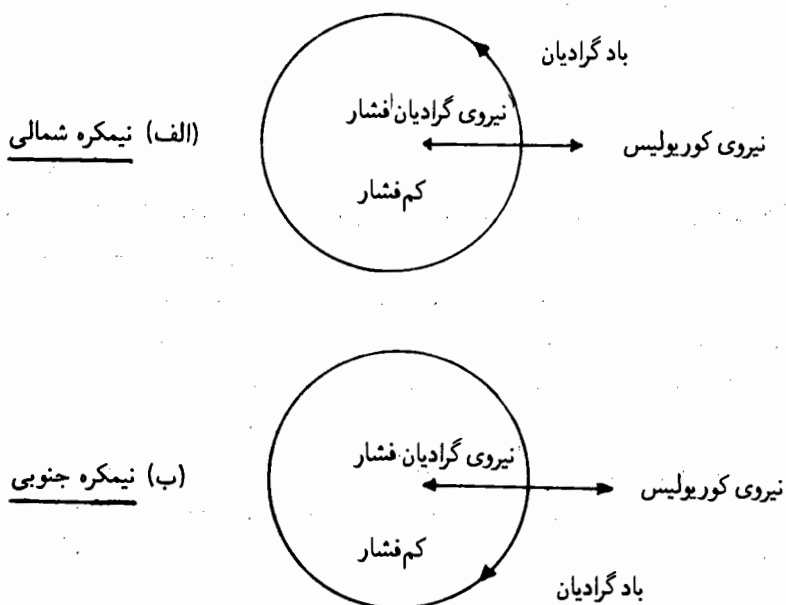 باد گرادیان
نیروی گرادیان فشار
(الف) نیمکره شمالی
نیروی کوریولیس
کم‌فشار
نیروی گرادیان فشار
(ب) نیمکره جنوبی
نیروی کوریولیس
کم‌فشار
باد گرادیان